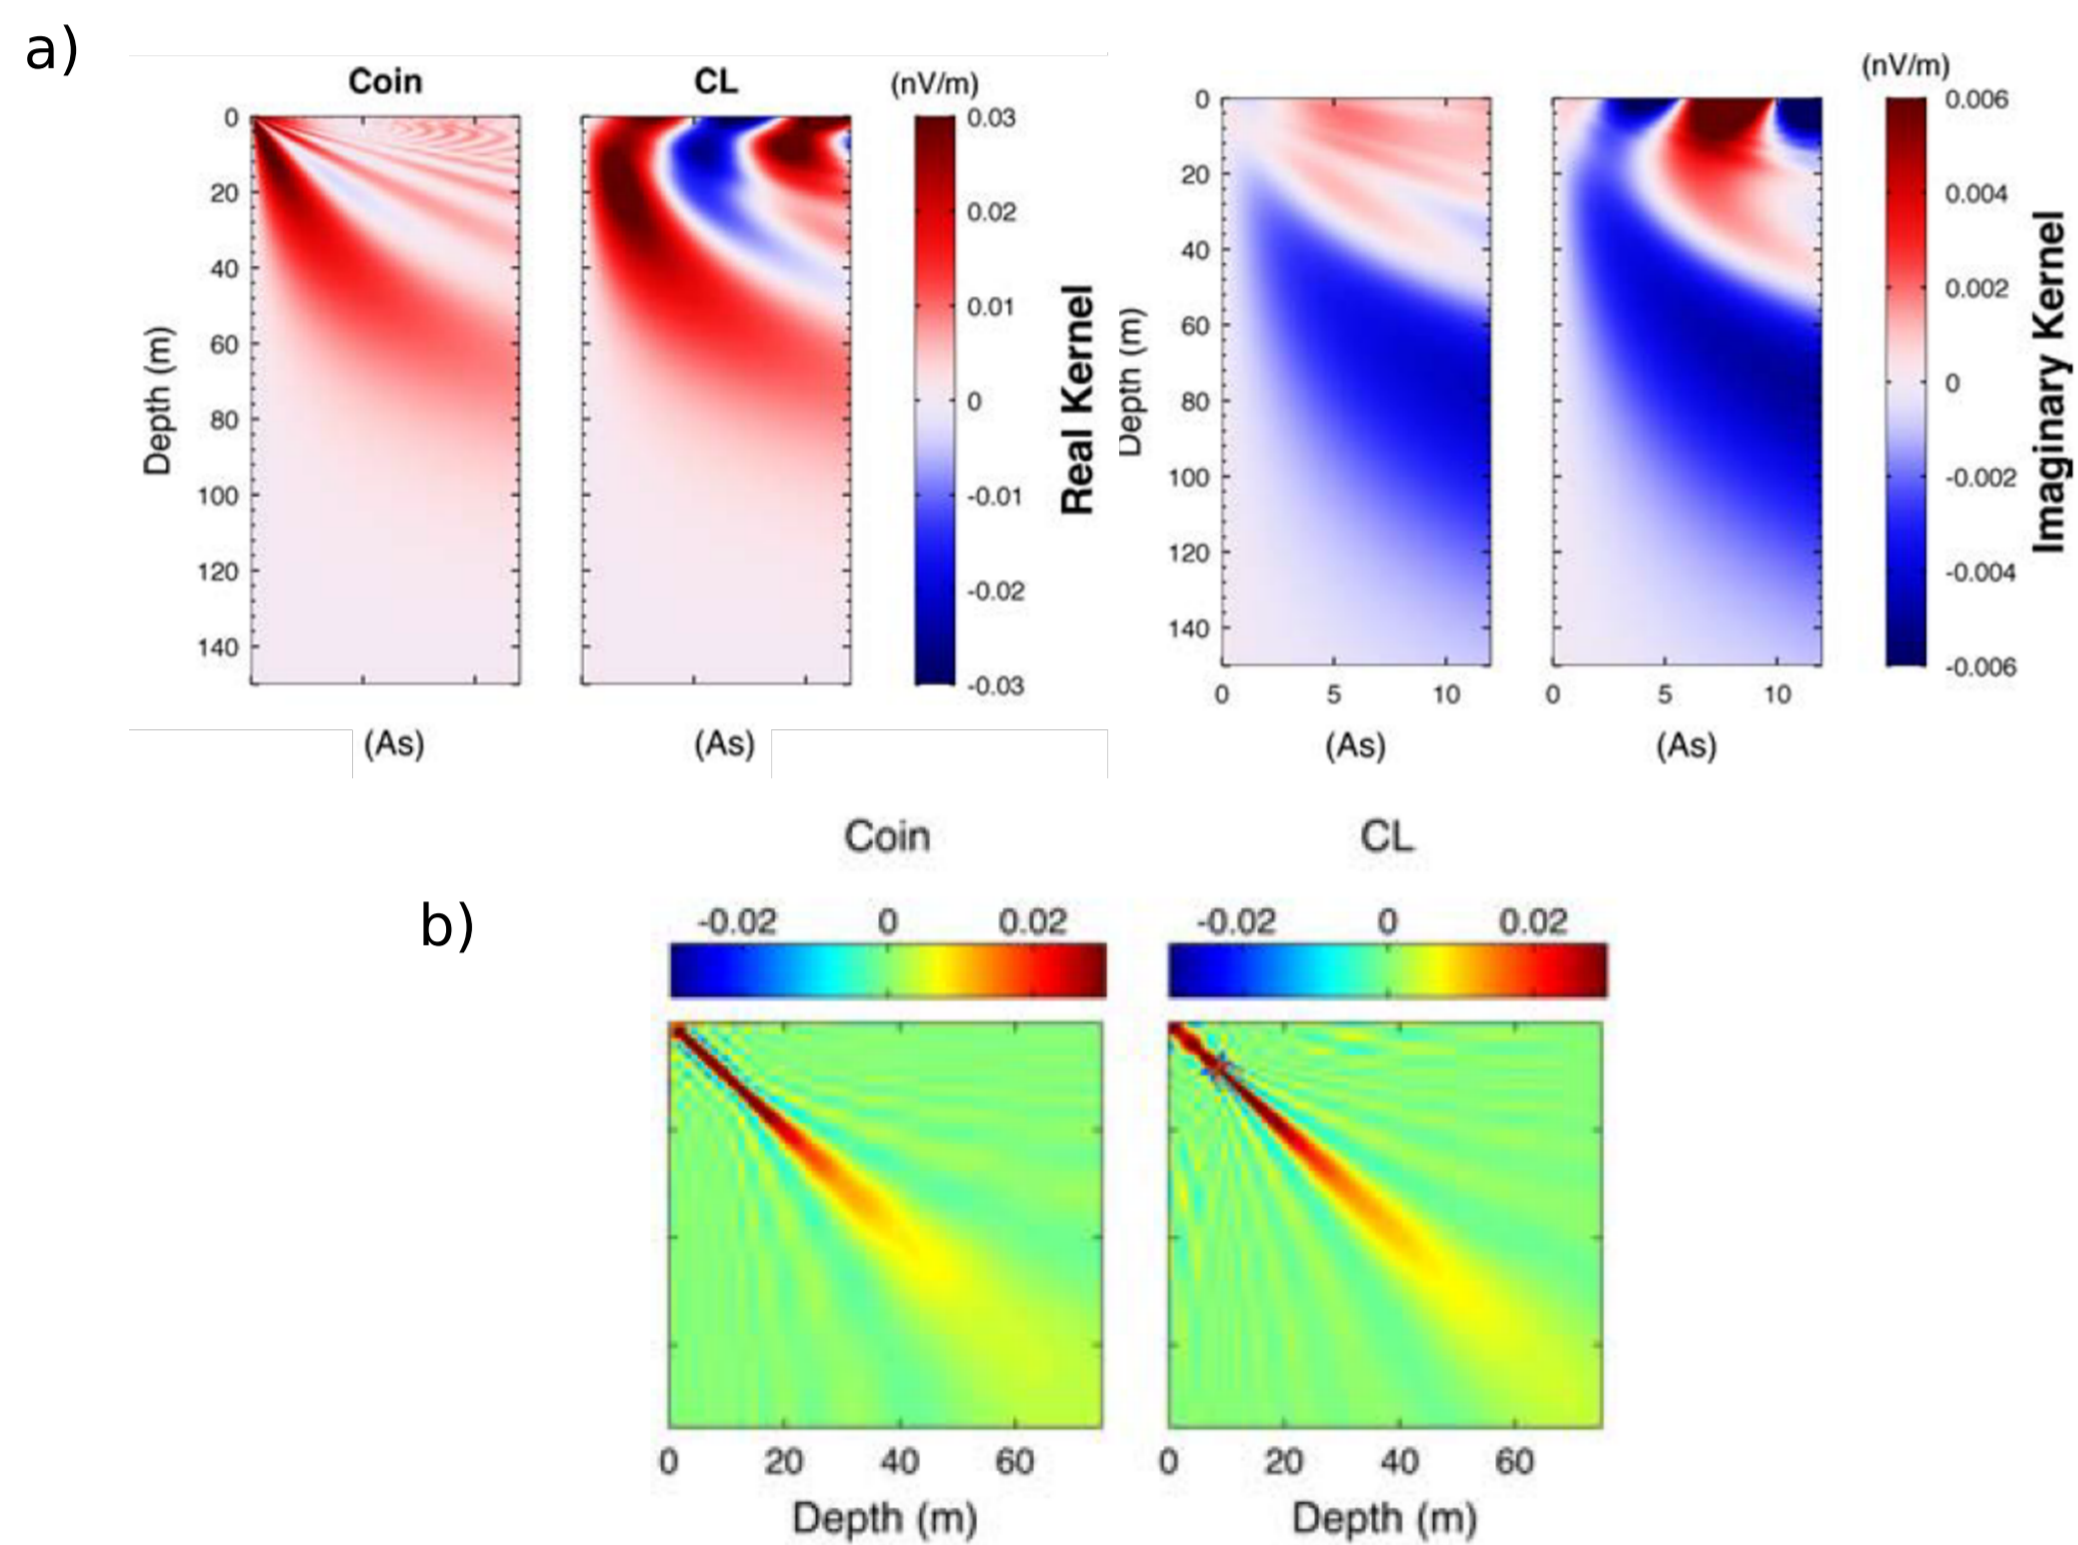 a)
Coin
CL
(nV/m)
0
20
40
60
80
100
120
140
Depth (m)
(As)
(As)
0.03
0.02
0.01
0
-0.01
-0.02
-0.03
Real Kernel
(nV/m)
0
20
40
60
80
100
120
140
Depth (m)
0 5 10
0 5 10
(As)
(As)
0.006
0.004
0.002
0
-0.002
-0.004
-0.006
Imaginary Kernel
b)
Coin
-0.02 0 0.02
0 20 40 60
Depth (m)
CL
-0.02 0 0.02
0 20 40 60
Depth (m)